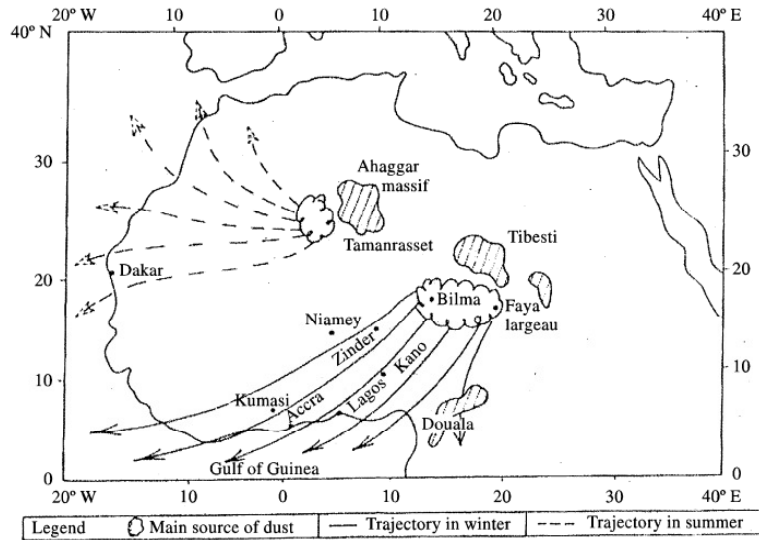 20° W 10 0 10 20 30 40° E
40° N
30 30
Ahaggar
massif
Tamanrasset
Tibesti
Dakar
20 20
Bilma
Faya
largeau
Niamey
Zinder
Kano
10 10
Kumasi
Accra
Lagos
Douala
Gulf of Guinea
0 0
20° W 10 0 10 20 30 40° E
Legend Main source of dust Trajectory in winter Trajectory in summer